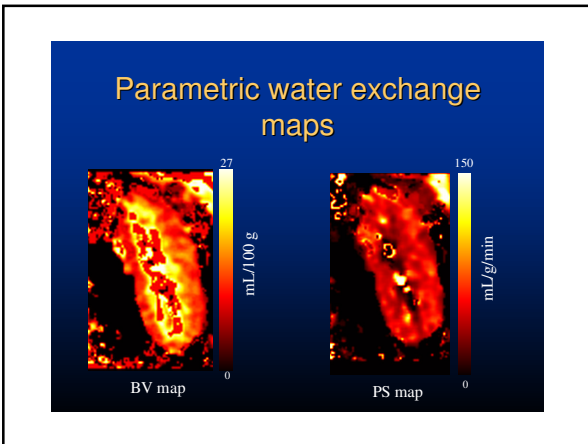 Parametric water exchange
maps
27
mL/100 g
0
BV map
150
mL/g/min
0
PS map